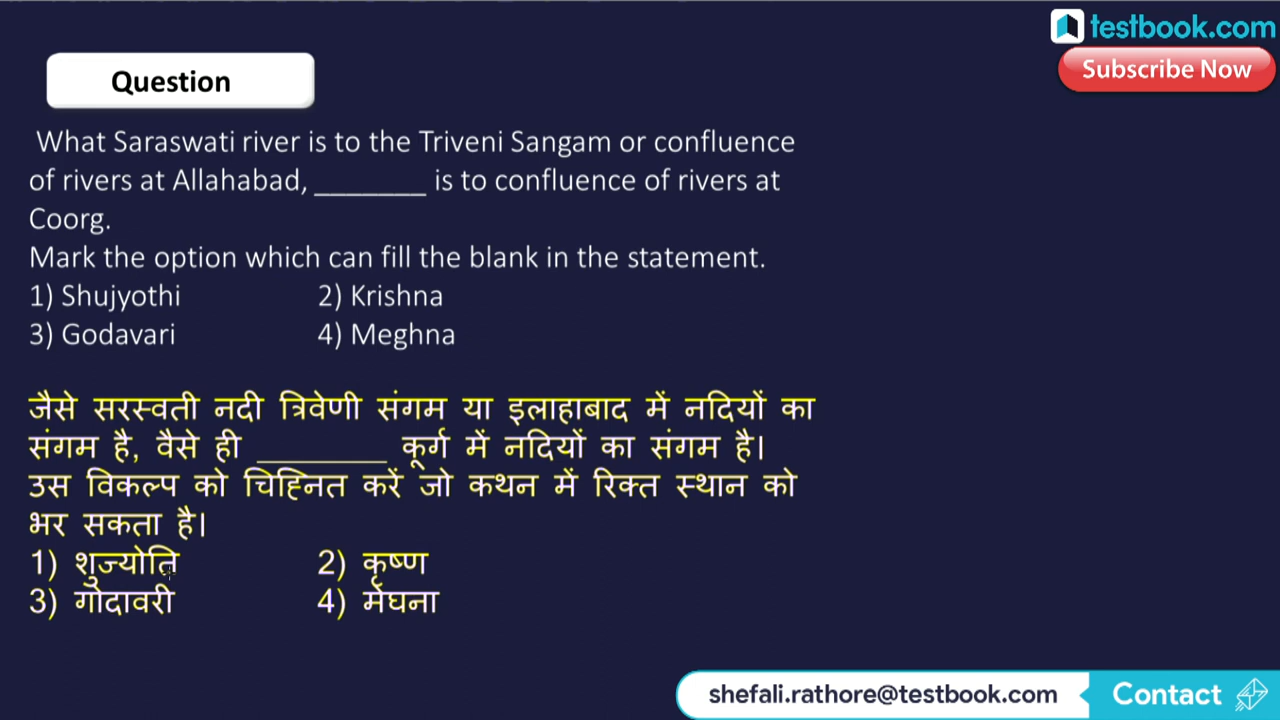 testbook.com
Subscribe Now
Question
What Saraswati river is to the Triveni Sangam or confluence
of rivers at Allahabad, _______ is to confluence of rivers at
Coorg.
Mark the option which can fill the blank in the statement.
1) Shujyothi 2) Krishna
3) Godavari 4) Meghna
जैसे सरस्वती नदी त्रिवेणी संगम या इलाहाबाद में नदियों का
संगम है, वैसे ही ________ कूर्ग में नदियों का संगम है।
उस विकल्प को चिह्नित करें जो कथन में रिक्त स्थान को
भर सकता है।
1) शुज्योति 2) कृष्ण
3) गोदावरी 4) मेघना
shefali.rathore@testbook.com Contact